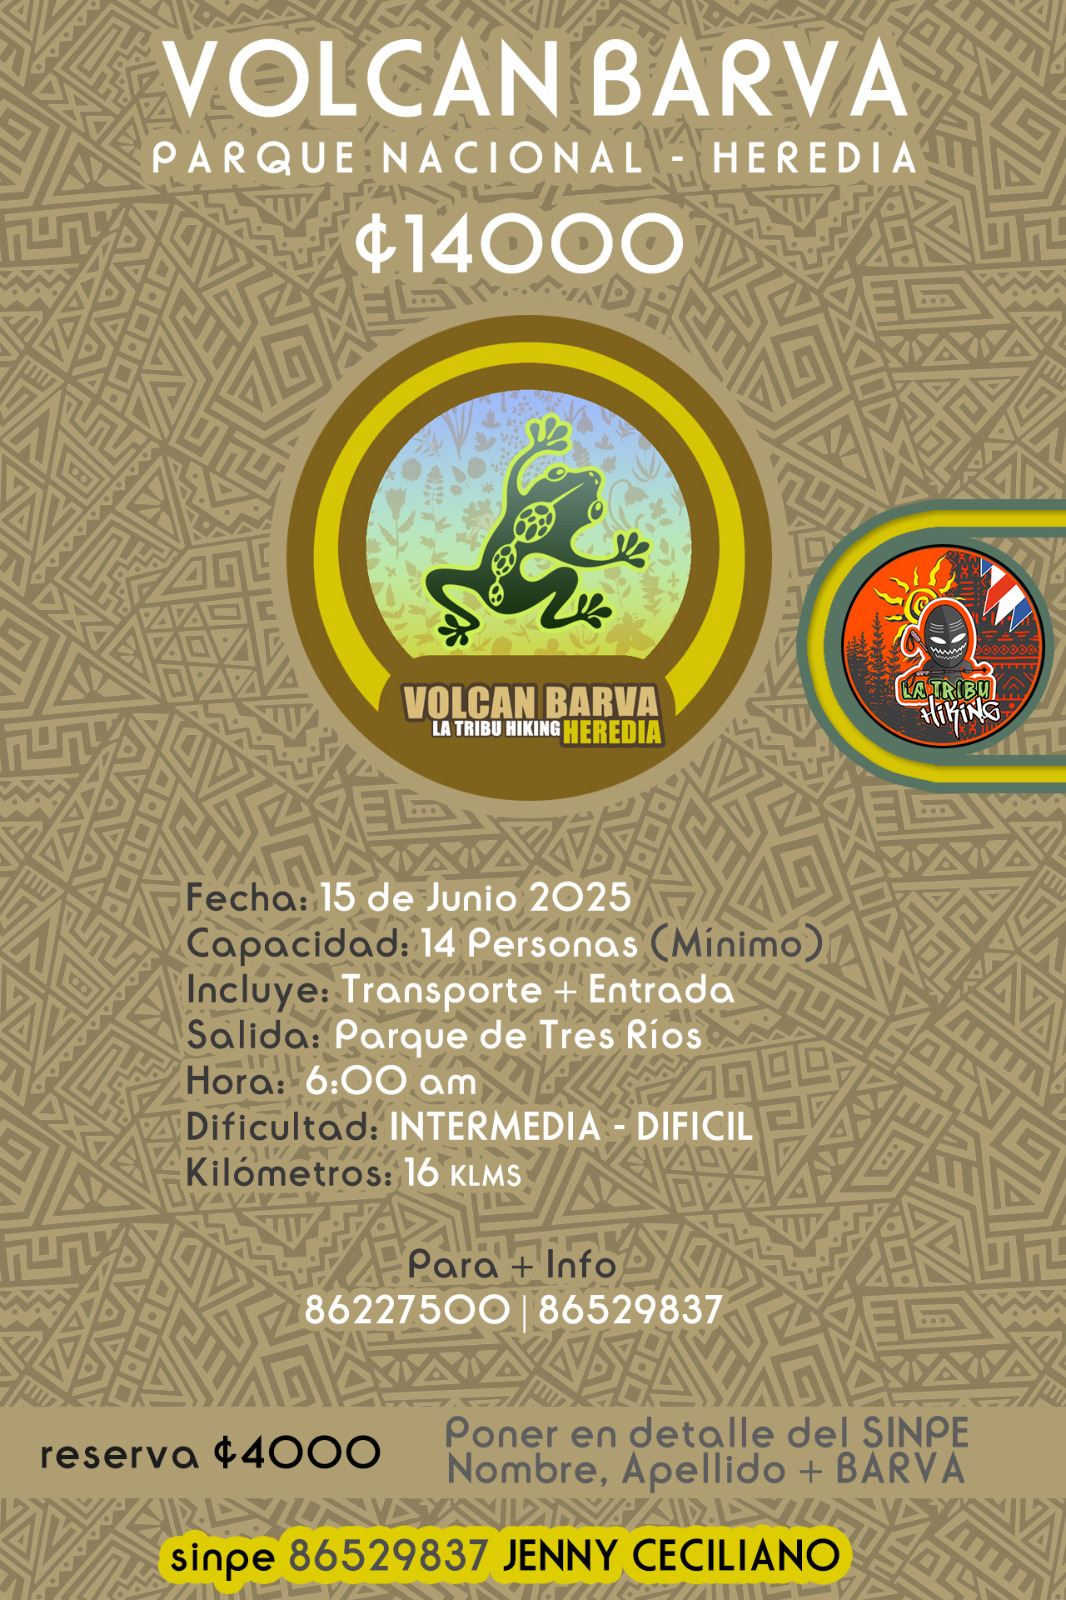 VOLCAN BARVA
PARQUE NACIONAL - HEREDIA
₡14000
VOLCAN BARVA
LA TRIBU HIKING HEREDIA
LA TRIBU
HIKING
Fecha: 15 de Junio 2025
Capacidad: 14 Personas (Mínimo)
Incluye: Transporte + Entrada
Salida: Parque de Tres Ríos
Hora: 6:00 am
Dificultad: INTERMEDIA - DIFICIL
Kilómetros: 16 KLMS
Para + Info
86227500 | 86529837
reserva ₡4000
Poner en detalle del SINPE
Nombre, Apellido + BARVA
sinpe 86529837 JENNY CECILIANO